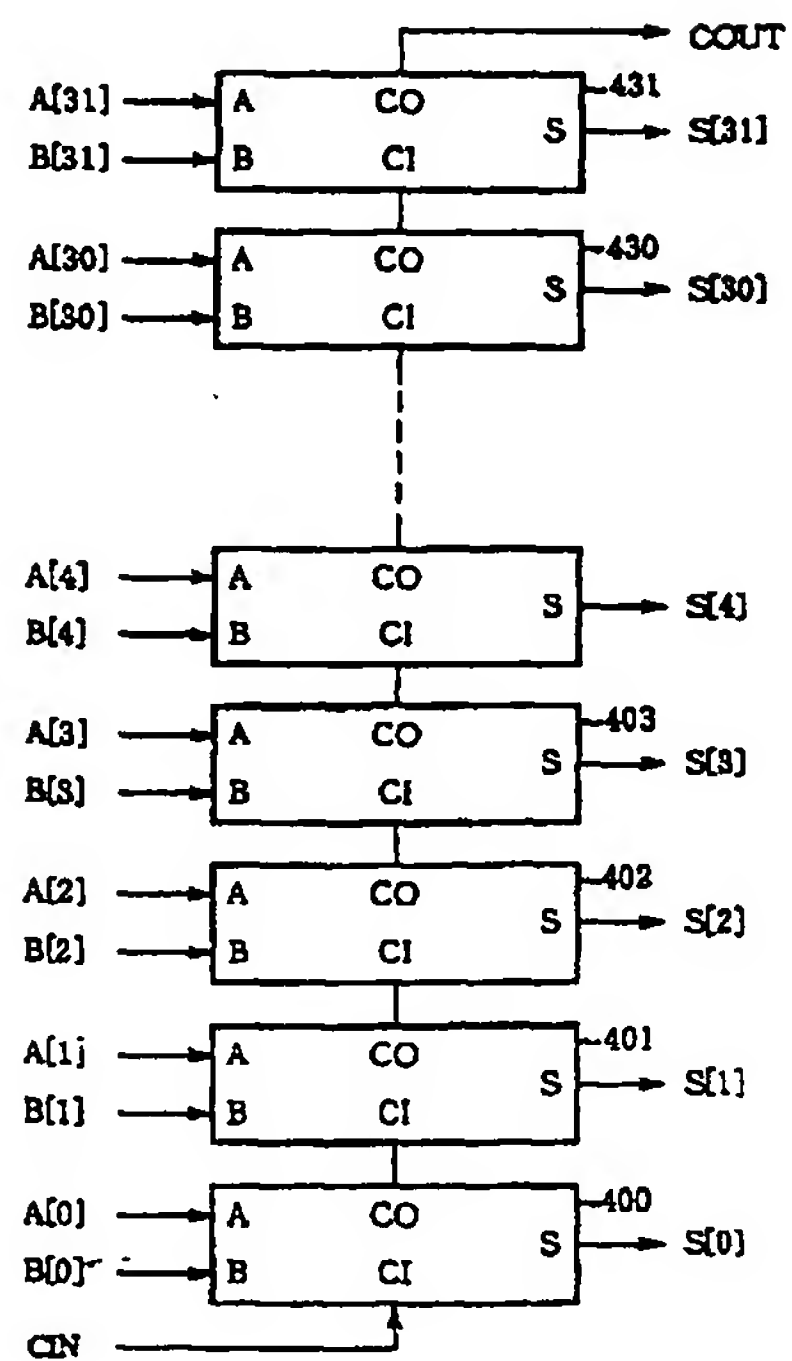 COUT
A[31] A CO 431
S S[31]
B[31] B CI
A[30] A CO 430
S S[30]
B[30] B CI
A[4] A CO
S S[4]
B[4] B CI
A[3] A CO 403
S S[3]
B[3] B CI
A[2] A CO 402
S S[2]
B[2] B CI
A[1] A CO 401
S S[1]
B[1] B CI
A[0] A CO 400
S S[0]
B[0] B CI
CIN